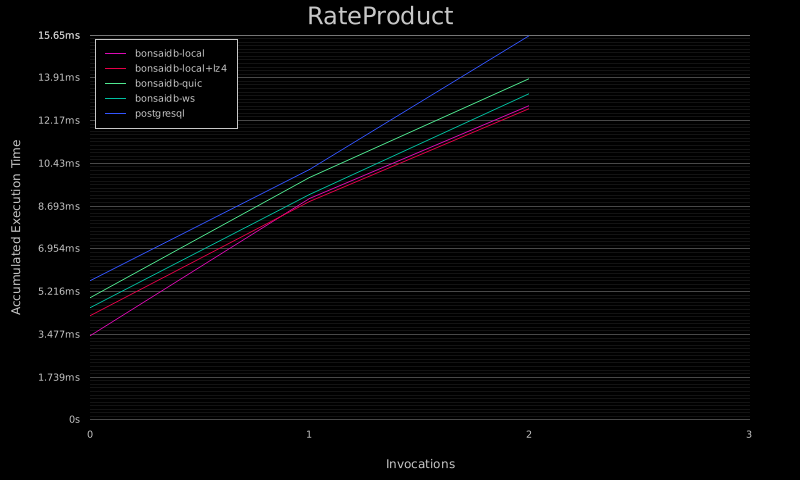 RateProduct
15.65ms
13.91ms
12.17ms
10.43ms
8.693ms
6.954ms
5.216ms
3.477ms
1.739ms
0s
bonsaidb-local
bonsaidb-local+lz4
bonsaidb-quic
bonsaidb-ws
postgresql
Accumulated Execution Time
0 1 2 3
Invocations